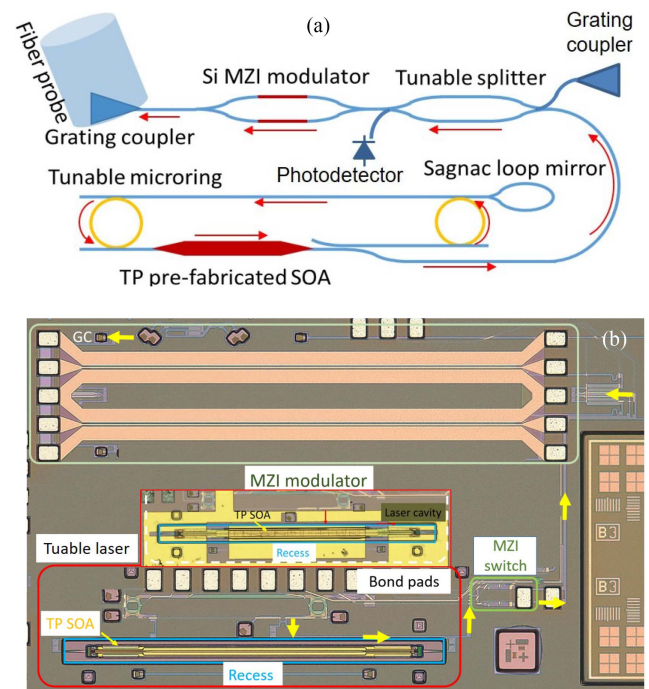 (a)
Fiber probe
Grating
coupler
Si MZI modulator
Tunable splitter
Grating coupler
Photodetector
Sagnac loop mirror
Tunable microring
TP pre-fabricated SOA
(b)
GC
MZI modulator
TP SOA
Laser cavity
Recess
Tuable laser
Bond pads
MZI
switch
B3
B3
TP SOA
Recess